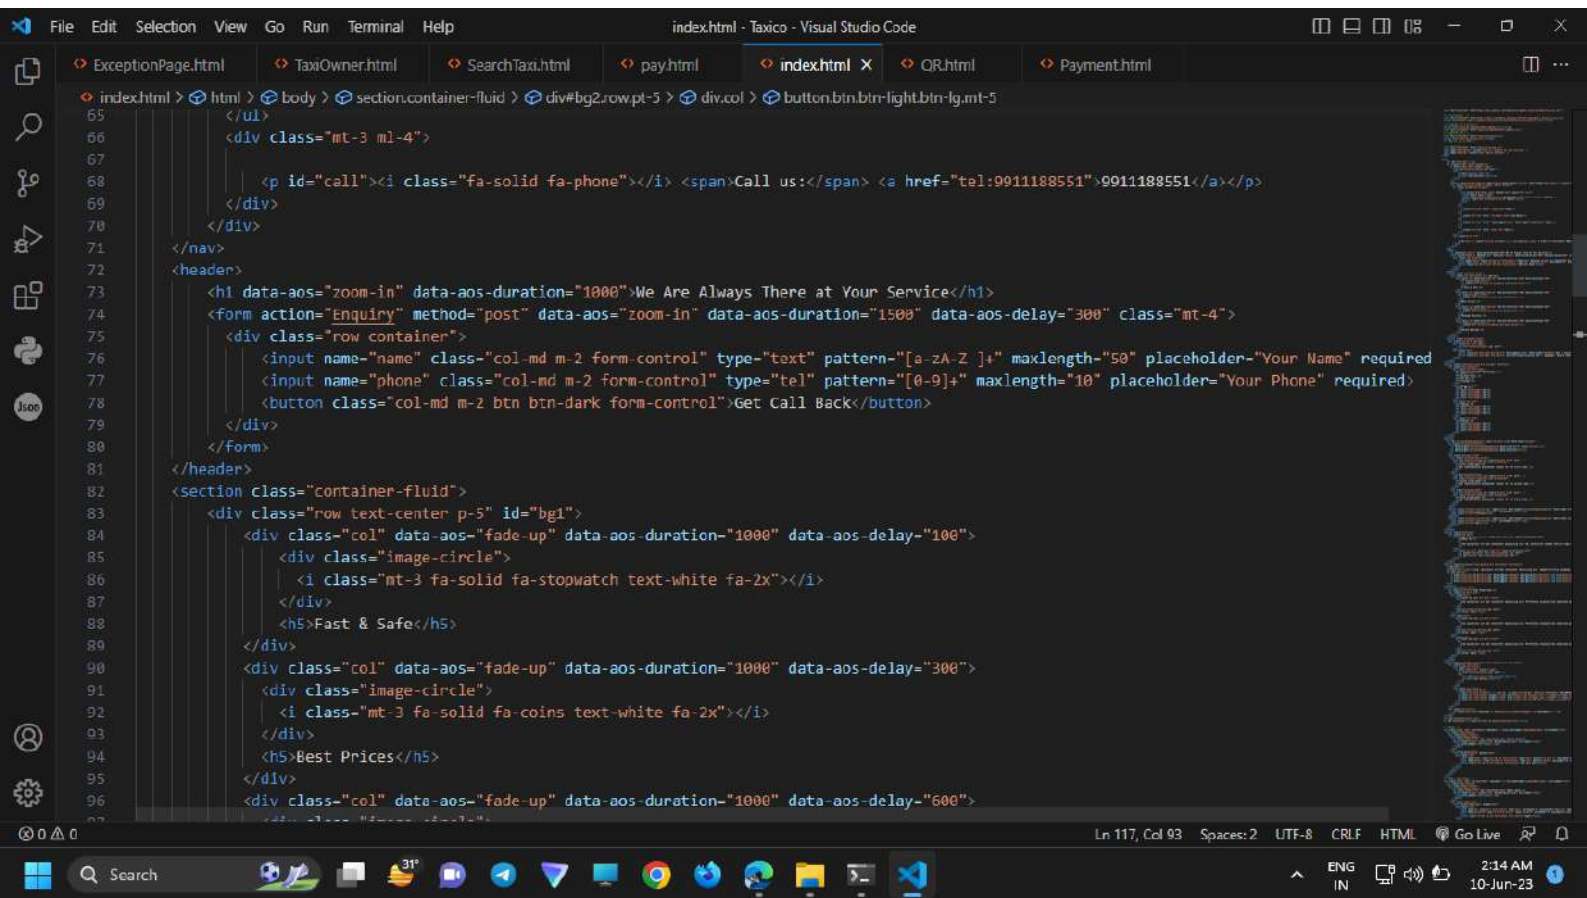 File Edit Selection View Go Run Terminal Help index.html - Taxico - Visual Studio Code
ExceptionPage.html TaxiOwner.html SearchTaxi.html pay.html index.html QR.html Payment.html
index.html > html > body > section.container-fluid > div#bg2.row.pt-5 > div.col > button.btn.btn-light.btn-lg.mt-5
65 </ul>
66 <div class="mt-3 ml-4">
67
68 <p id="call"><i class="fa-solid fa-phone"></i> <span>Call us:</span> <a href="tel:9911188551">9911188551</a></p>
69 </div>
70 </div>
71 </nav>
72 <header>
73 <h1 data-aos="zoom-in" data-aos-duration="1000">We Are Always There at Your Service</h1>
74 <form action="Enquiry" method="post" data-aos="zoom-in" data-aos-duration="1500" data-aos-delay="300" class="mt-4">
75 <div class="row container">
76 <input name="name" class="col-md m-2 form-control" type="text" pattern="[a-zA-Z ]+" maxlength="50" placeholder="Your Name" required
77 <input name="phone" class="col-md m-2 form-control" type="tel" pattern="[0-9]+" maxlength="10" placeholder="Your Phone" required>
78 <button class="col-md m-2 btn btn-dark form-control">Get Call Back</button>
79 </div>
80 </form>
81 </header>
82 <section class="container-fluid">
83 <div class="row text-center p-5" id="bg1">
84 <div class="col" data-aos="fade-up" data-aos-duration="1000" data-aos-delay="100">
85 <div class="image-circle">
86 <i class="mt-3 fa-solid fa-stopwatch text-white fa-2x"></i>
87 </div>
88 <h5>Fast & Safe</h5>
89 </div>
90 <div class="col" data-aos="fade-up" data-aos-duration="1000" data-aos-delay="300">
91 <div class="image-circle">
92 <i class="mt-3 fa-solid fa-coins text-white fa-2x"></i>
93 </div>
94 <h5>Best Prices</h5>
95 </div>
96 <div class="col" data-aos="fade-up" data-aos-duration="1000" data-aos-delay="600">
97 <div class="image-circle">
Json
0 0 Ln 117, Col 93 Spaces: 2 UTF-8 CRLF HTML Go Live
Search 31° ENG IN 2:14 AM 10-Jun-23 1